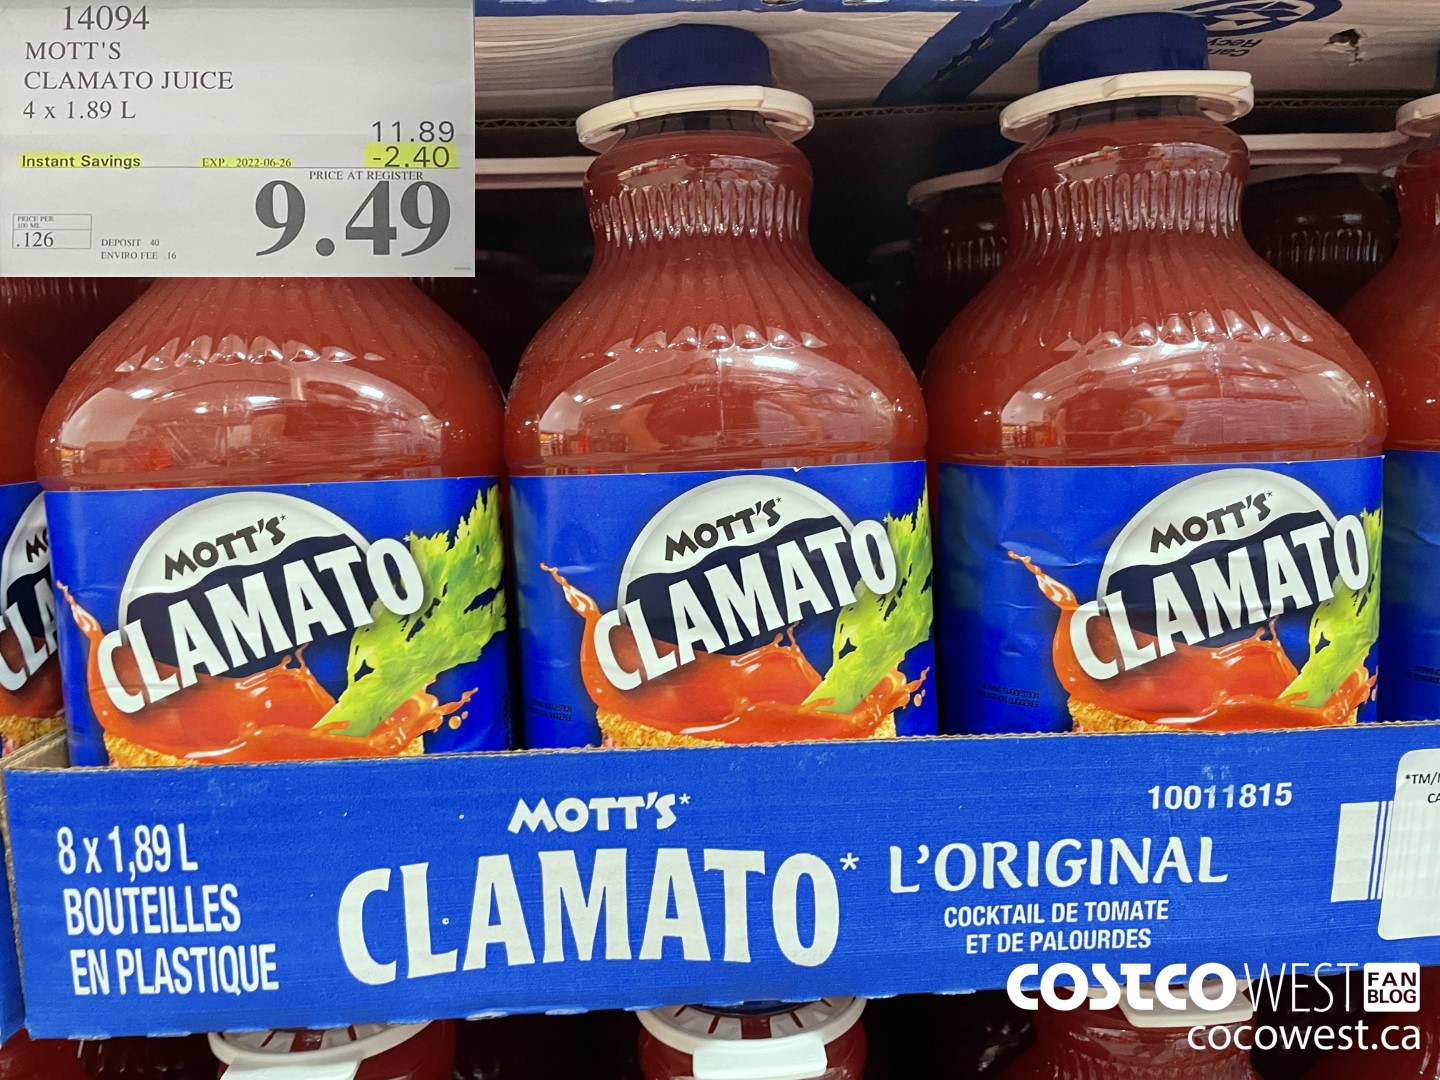 14094
MOTT'S
CLAMATO JUICE
4 x 1.89 L
11.89
Instant Savings EXP. 2022-06-26 -2.40
PRICE AT REGISTER
9.49
PRICE PER
100 ML
.126
DEPOSIT .40
ENVIRO FEE .16
MOTT'S*
CLAMATO*
MOTT'S*
CLAMATO*
MOTT'S*
CLAMATO*
8 x 1,89 L
BOUTEILLES
EN PLASTIQUE
MOTT'S*
CLAMATO*
10011815
L'ORIGINAL
COCKTAIL DE TOMATE
ET DE PALOURDES
COSTCO WEST FAN BLOG
cocowest.ca